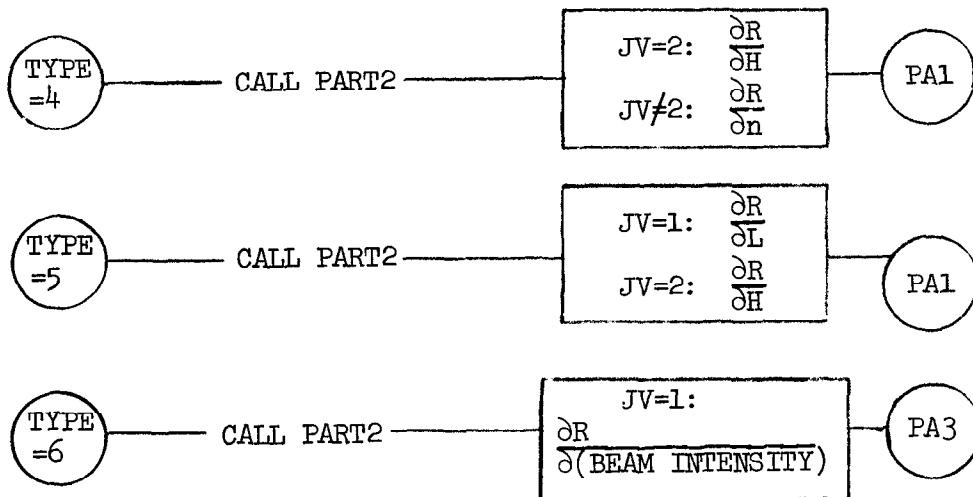 TYPE =4 CALL PART2 JV=2: ∂R/∂H PA1
JV≠2: ∂R/∂n
TYPE =5 CALL PART2 JV=1: ∂R/∂L PA1
JV=2: ∂R/∂H
TYPE =6 CALL PART2 JV=1: ∂R/∂(BEAM INTENSITY) PA3